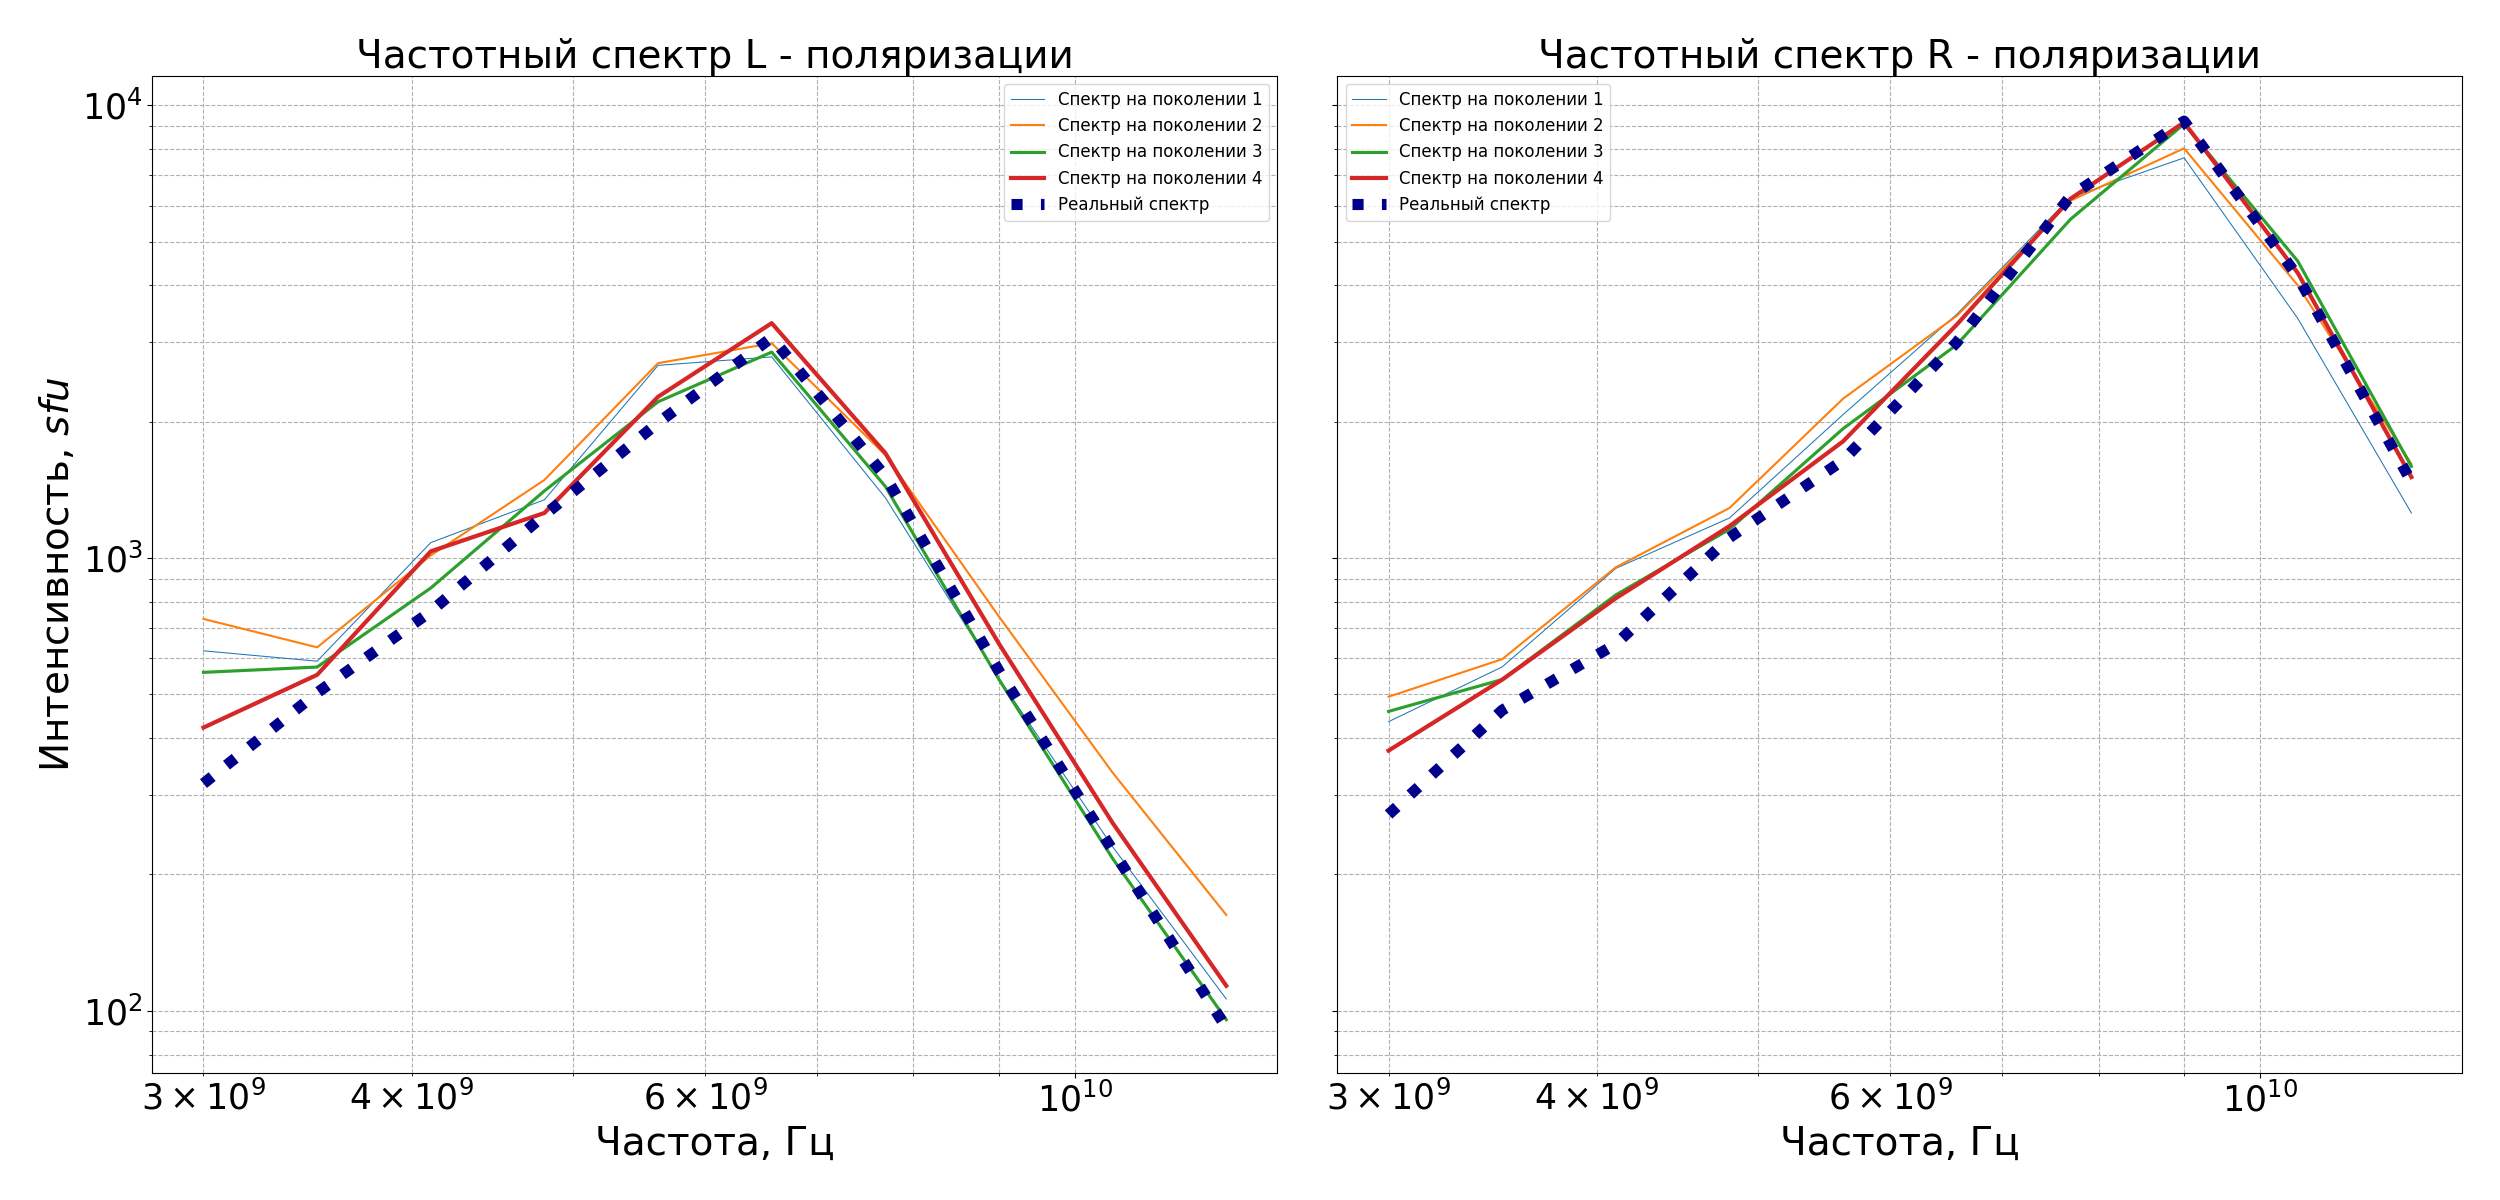 Частотный спектр L - поляризации
Спектр на поколении 1
Спектр на поколении 2
Спектр на поколении 3
Спектр на поколении 4
Реальный спектр
10⁴
10³
10²
Интенсивность, sfu
3 × 10⁹
4 × 10⁹
6 × 10⁹
10¹⁰
Частота, Гц
Частотный спектр R - поляризации
Спектр на поколении 1
Спектр на поколении 2
Спектр на поколении 3
Спектр на поколении 4
Реальный спектр
3 × 10⁹
4 × 10⁹
6 × 10⁹
10¹⁰
Частота, Гц